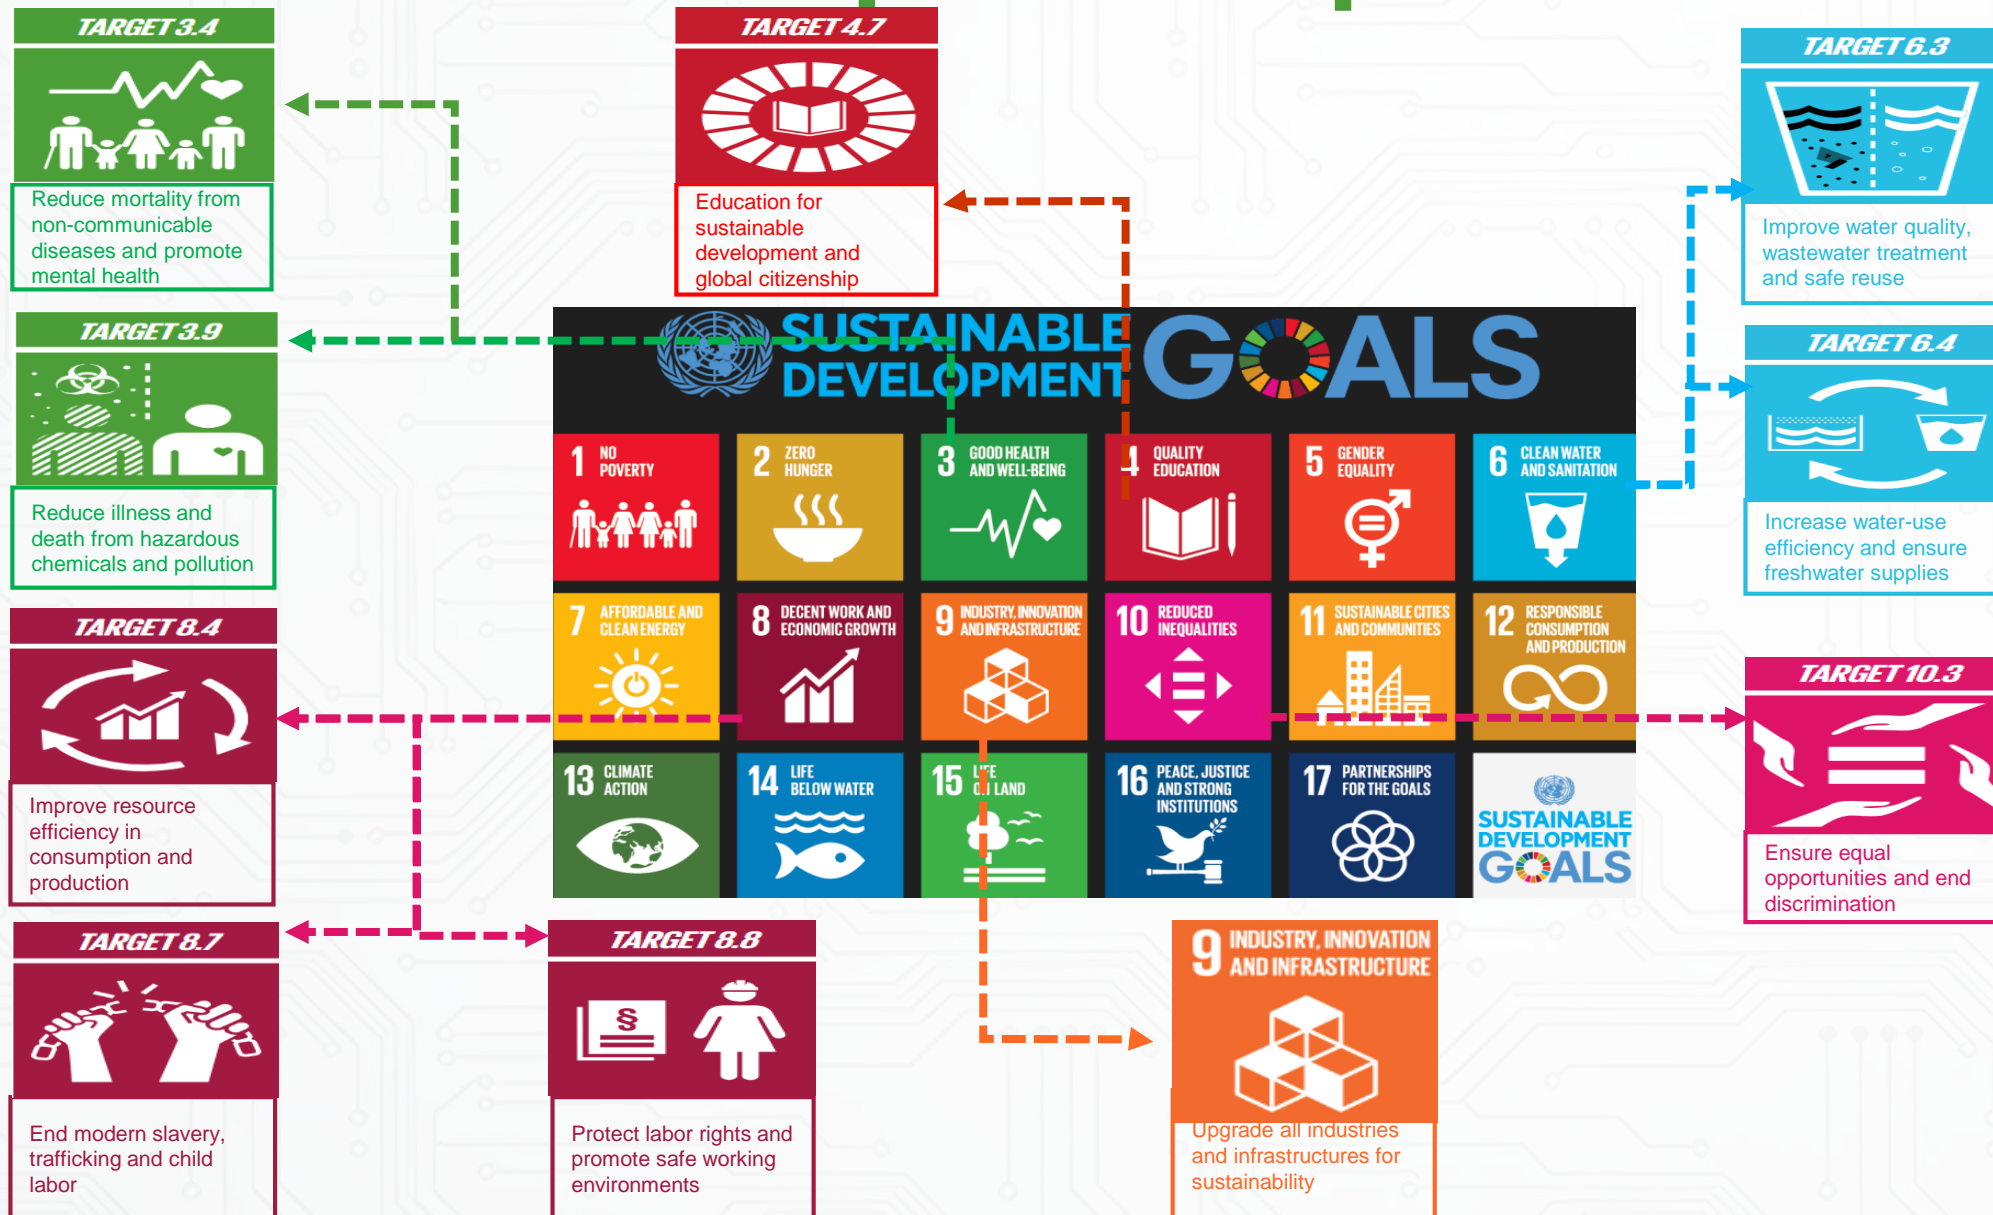 TARGET 3.4
Reduce mortality from
non-communicable
diseases and promote
mental health
TARGET 4.7
Education for
sustainable
development and
global citizenship
TARGET 6.3
Improve water quality,
wastewater treatment
and safe reuse
TARGET 3.9
Reduce illness and
death from hazardous
chemicals and pollution
TARGET 6.4
Increase water-use
efficiency and ensure
freshwater supplies
SUSTAINABLE
DEVELOPMENT
GOALS
1 NO
POVERTY
2 ZERO
HUNGER
3 GOOD HEALTH
AND WELL-BEING
4 QUALITY
EDUCATION
5 GENDER
EQUALITY
6 CLEAN WATER
AND SANITATION
7 AFFORDABLE AND
CLEAN ENERGY
8 DECENT WORK AND
ECONOMIC GROWTH
9 INDUSTRY, INNOVATION
AND INFRASTRUCTURE
10 REDUCED
INEQUALITIES
11 SUSTAINABLE CITIES
AND COMMUNITIES
12 RESPONSIBLE
CONSUMPTION
AND PRODUCTION
13 CLIMATE
ACTION
14 LIFE
BELOW WATER
15 LIFE
ON LAND
16 PEACE, JUSTICE
AND STRONG
INSTITUTIONS
17 PARTNERSHIPS
FOR THE GOALS
SUSTAINABLE
DEVELOPMENT
GOALS
TARGET 8.4
Improve resource
efficiency in
consumption and
production
TARGET 10.3
Ensure equal
opportunities and end
discrimination
TARGET 8.7
End modern slavery,
trafficking and child
labor
TARGET 8.8
§
Protect labor rights and
promote safe working
environments
9 INDUSTRY, INNOVATION
AND INFRASTRUCTURE
Upgrade all industries
and infrastructures for
sustainability